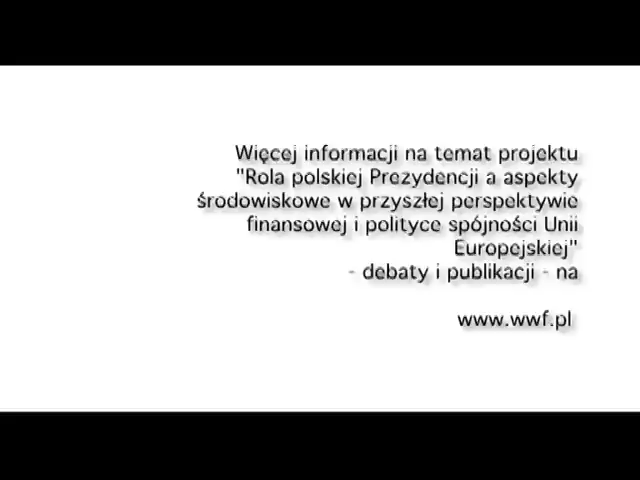 Więcej informacji na temat projektu
"Rola polskiej Prezydencji a aspekty
środowiskowe w przyszłej perspektywie
finansowej i polityce spójności Unii
Europejskiej"
- debaty i publikacji - na
www.wwf.pl